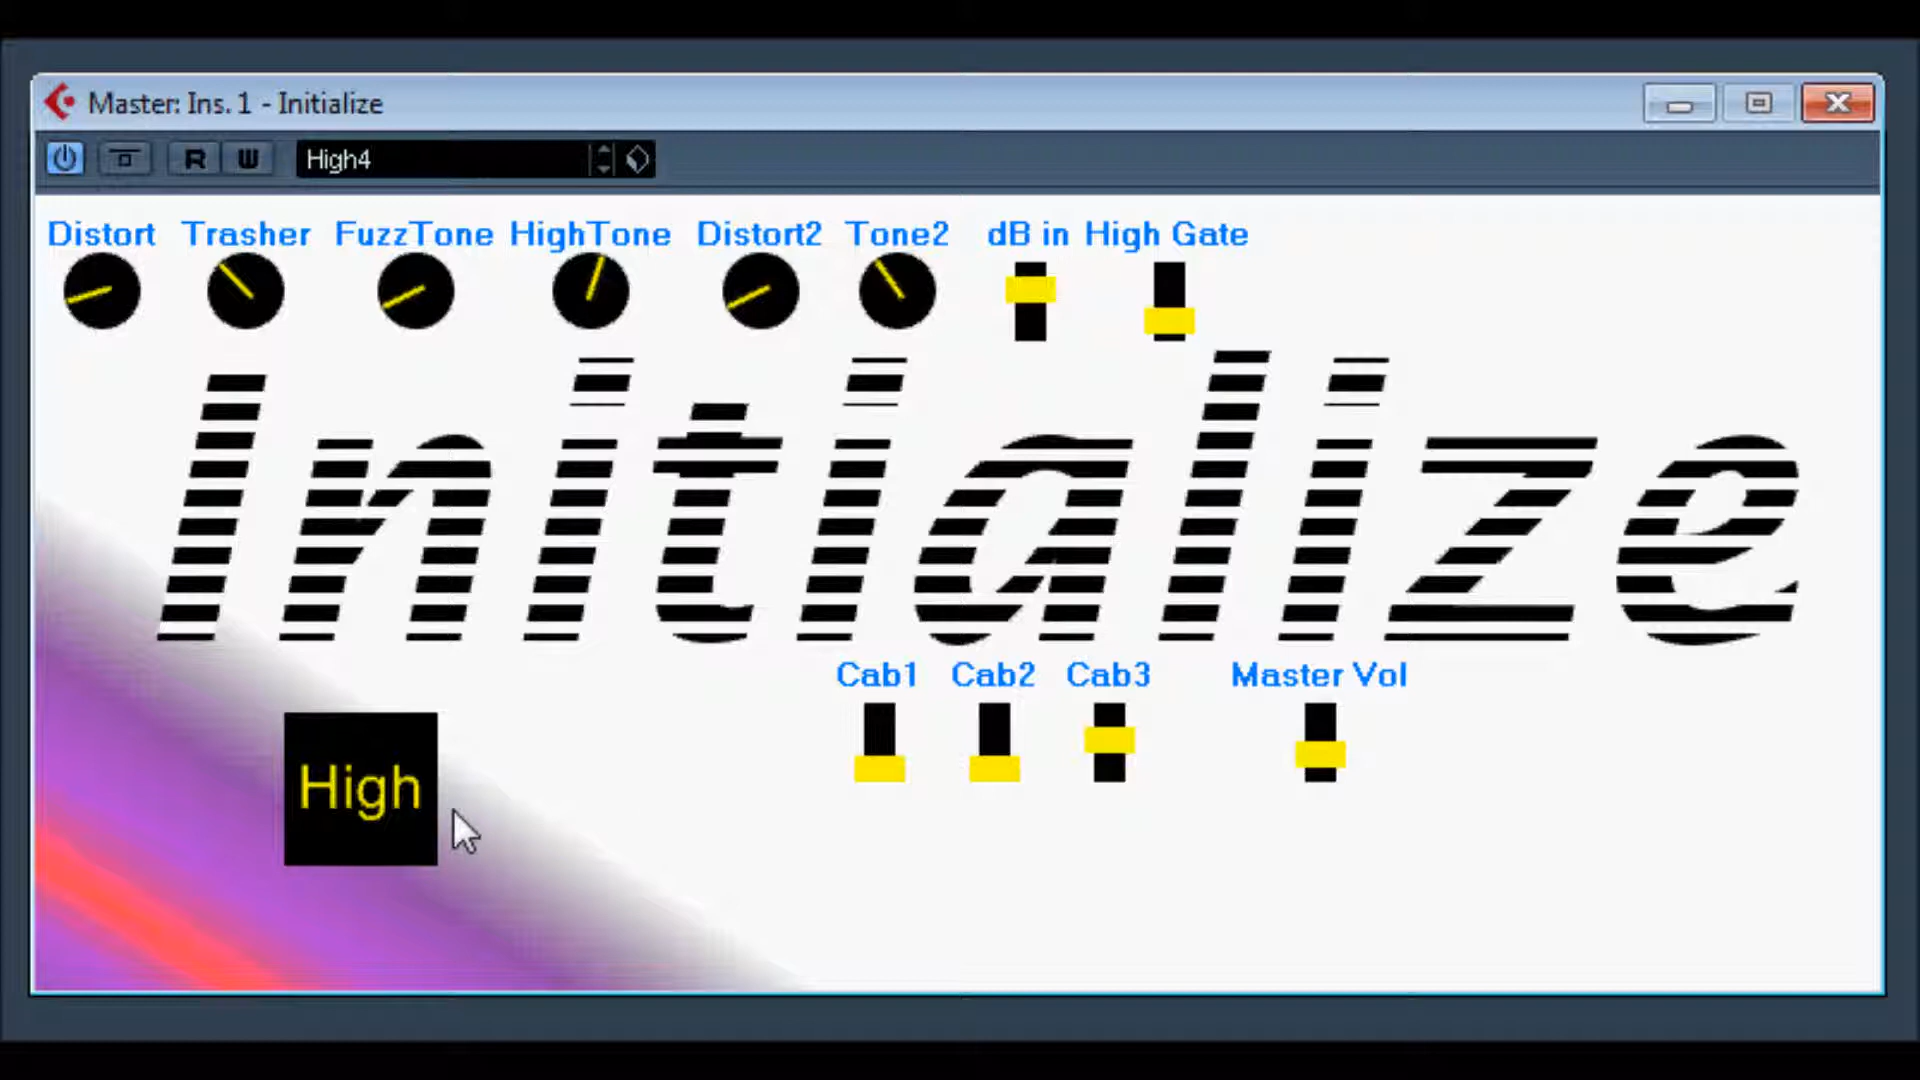 Master: Ins. 1 - Initialize
R W High4
Distort Trasher FuzzTone HighTone Distort2 Tone2 dB in High Gate
Initialize
Cab1 Cab2 Cab3 Master Vol
High